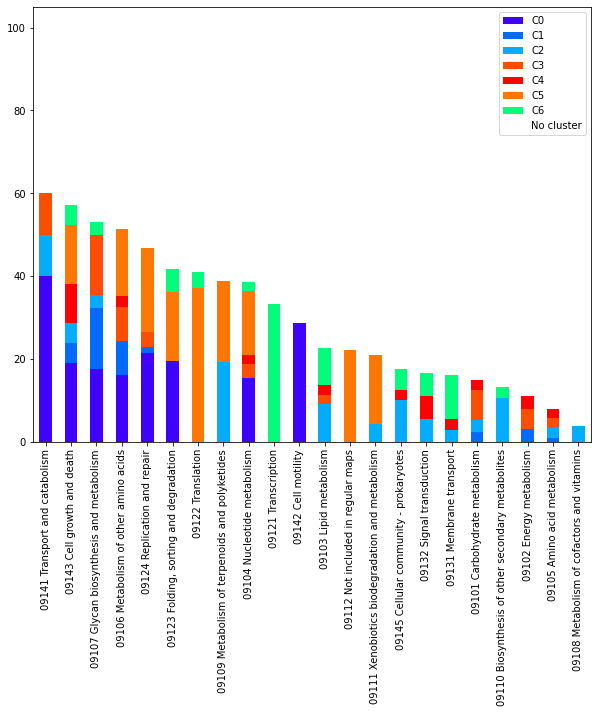 100
80
60
40
20
0
C0
C1
C2
C3
C4
C5
C6
No cluster
09141 Transport and catabolism
09143 Cell growth and death
09107 Glycan biosynthesis and metabolism
09106 Metabolism of other amino acids
09124 Replication and repair
09123 Folding, sorting and degradation
09122 Translation
09109 Metabolism of terpenoids and polyketides
09104 Nucleotide metabolism
09121 Transcription
09142 Cell motility
09103 Lipid metabolism
09112 Not included in regular maps
09111 Xenobiotics biodegradation and metabolism
09145 Cellular community - prokaryotes
09132 Signal transduction
09131 Membrane transport
09101 Carbohydrate metabolism
09110 Biosynthesis of other secondary metabolites
09102 Energy metabolism
09105 Amino acid metabolism
09108 Metabolism of cofactors and vitamins